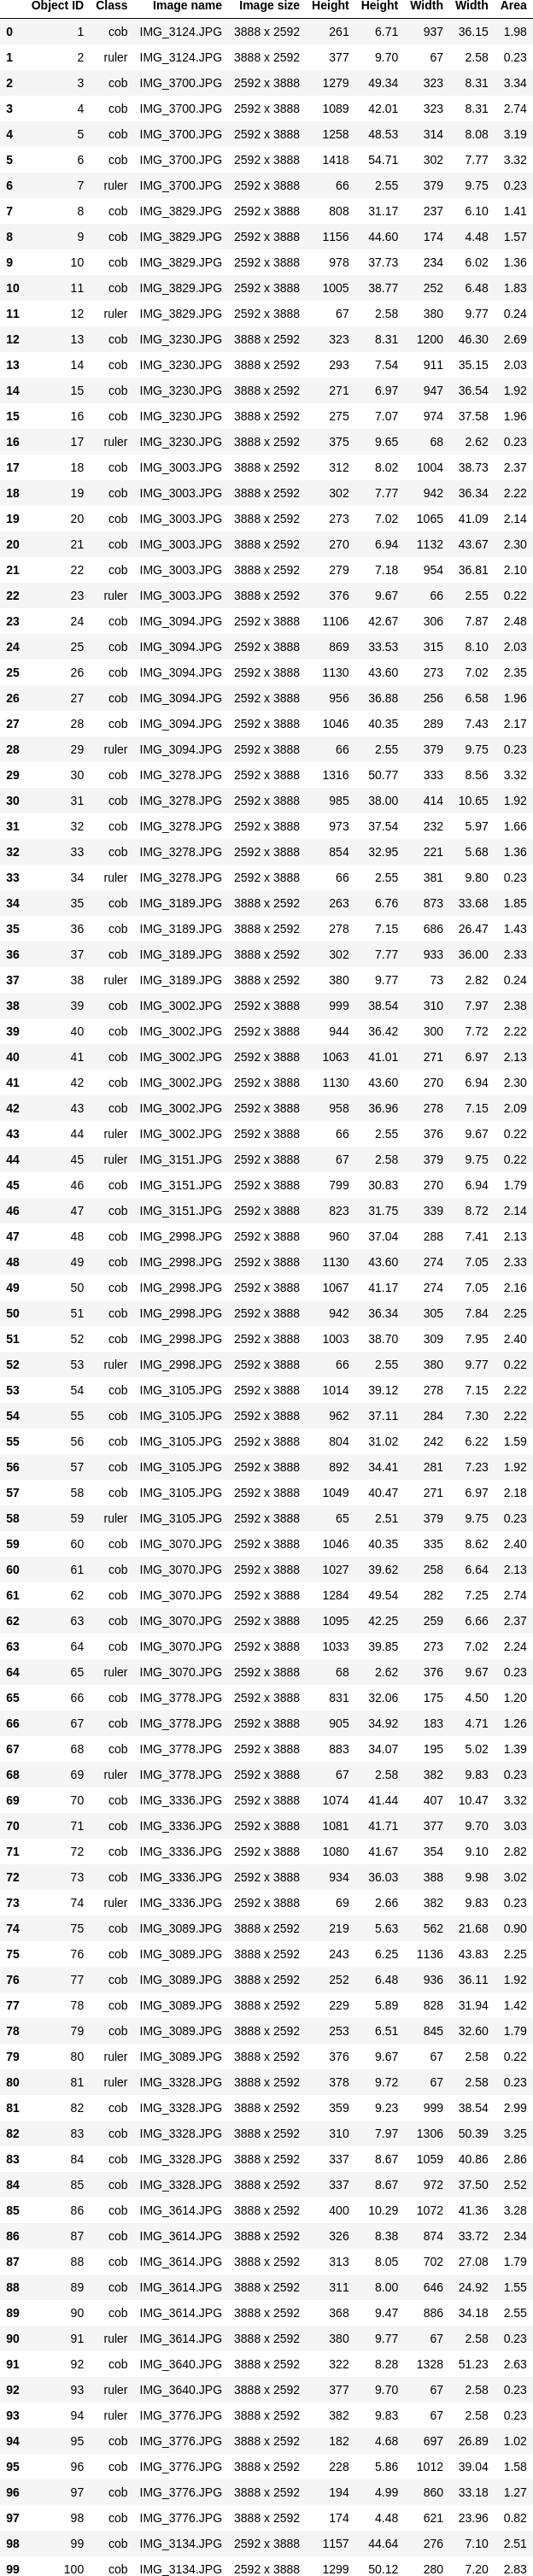 Object ID Class Image name Image size Height Height Width Width Area
0 1 cob IMG_3124.JPG 3888 x 2592 261 6.71 937 36.15 1.98
1 2 ruler IMG_3124.JPG 3888 x 2592 377 9.70 67 2.58 0.23
2 3 cob IMG_3700.JPG 2592 x 3888 1279 49.34 323 8.31 3.34
3 4 cob IMG_3700.JPG 2592 x 3888 1089 42.01 323 8.31 2.74
4 5 cob IMG_3700.JPG 2592 x 3888 1258 48.53 314 8.08 3.19
5 6 cob IMG_3700.JPG 2592 x 3888 1418 54.71 302 7.77 3.32
6 7 ruler IMG_3700.JPG 2592 x 3888 66 2.55 379 9.75 0.23
7 8 cob IMG_3829.JPG 2592 x 3888 808 31.17 237 6.10 1.41
8 9 cob IMG_3829.JPG 2592 x 3888 1156 44.60 174 4.48 1.57
9 10 cob IMG_3829.JPG 2592 x 3888 978 37.73 234 6.02 1.36
10 11 cob IMG_3829.JPG 2592 x 3888 1005 38.77 252 6.48 1.83
11 12 ruler IMG_3829.JPG 2592 x 3888 67 2.58 380 9.77 0.24
12 13 cob IMG_3230.JPG 3888 x 2592 323 8.31 1200 46.30 2.69
13 14 cob IMG_3230.JPG 3888 x 2592 293 7.54 911 35.15 2.03
14 15 cob IMG_3230.JPG 3888 x 2592 271 6.97 947 36.54 1.92
15 16 cob IMG_3230.JPG 3888 x 2592 275 7.07 974 37.58 1.96
16 17 ruler IMG_3230.JPG 3888 x 2592 375 9.65 68 2.62 0.23
17 18 cob IMG_3003.JPG 3888 x 2592 312 8.02 1004 38.73 2.37
18 19 cob IMG_3003.JPG 3888 x 2592 302 7.77 942 36.34 2.22
19 20 cob IMG_3003.JPG 3888 x 2592 273 7.02 1065 41.09 2.14
20 21 cob IMG_3003.JPG 3888 x 2592 270 6.94 1132 43.67 2.30
21 22 cob IMG_3003.JPG 3888 x 2592 279 7.18 954 36.81 2.10
22 23 ruler IMG_3003.JPG 3888 x 2592 376 9.67 66 2.55 0.22
23 24 cob IMG_3094.JPG 2592 x 3888 1106 42.67 306 7.87 2.48
24 25 cob IMG_3094.JPG 2592 x 3888 869 33.53 315 8.10 2.03
25 26 cob IMG_3094.JPG 2592 x 3888 1130 43.60 273 7.02 2.35
26 27 cob IMG_3094.JPG 2592 x 3888 956 36.88 256 6.58 1.96
27 28 cob IMG_3094.JPG 2592 x 3888 1046 40.35 289 7.43 2.17
28 29 ruler IMG_3094.JPG 2592 x 3888 66 2.55 379 9.75 0.23
29 30 cob IMG_3278.JPG 2592 x 3888 1316 50.77 333 8.56 3.32
30 31 cob IMG_3278.JPG 2592 x 3888 985 38.00 414 10.65 1.92
31 32 cob IMG_3278.JPG 2592 x 3888 973 37.54 232 5.97 1.66
32 33 cob IMG_3278.JPG 2592 x 3888 854 32.95 221 5.68 1.36
33 34 ruler IMG_3278.JPG 2592 x 3888 66 2.55 381 9.80 0.23
34 35 cob IMG_3189.JPG 3888 x 2592 263 6.76 873 33.68 1.85
35 36 cob IMG_3189.JPG 3888 x 2592 278 7.15 686 26.47 1.43
36 37 cob IMG_3189.JPG 3888 x 2592 302 7.77 933 36.00 2.33
37 38 ruler IMG_3189.JPG 3888 x 2592 380 9.77 73 2.82 0.24
38 39 cob IMG_3002.JPG 2592 x 3888 999 38.54 310 7.97 2.38
39 40 cob IMG_3002.JPG 2592 x 3888 944 36.42 300 7.72 2.22
40 41 cob IMG_3002.JPG 2592 x 3888 1063 41.01 271 6.97 2.13
41 42 cob IMG_3002.JPG 2592 x 3888 1130 43.60 270 6.94 2.30
42 43 cob IMG_3002.JPG 2592 x 3888 958 36.96 278 7.15 2.09
43 44 ruler IMG_3002.JPG 2592 x 3888 66 2.55 376 9.67 0.22
44 45 ruler IMG_3151.JPG 2592 x 3888 67 2.58 379 9.75 0.22
45 46 cob IMG_3151.JPG 2592 x 3888 799 30.83 270 6.94 1.79
46 47 cob IMG_3151.JPG 2592 x 3888 823 31.75 339 8.72 2.14
47 48 cob IMG_2998.JPG 2592 x 3888 960 37.04 288 7.41 2.13
48 49 cob IMG_2998.JPG 2592 x 3888 1130 43.60 274 7.05 2.33
49 50 cob IMG_2998.JPG 2592 x 3888 1067 41.17 274 7.05 2.16
50 51 cob IMG_2998.JPG 2592 x 3888 942 36.34 305 7.84 2.25
51 52 cob IMG_2998.JPG 2592 x 3888 1003 38.70 309 7.95 2.40
52 53 ruler IMG_2998.JPG 2592 x 3888 66 2.55 380 9.77 0.22
53 54 cob IMG_3105.JPG 2592 x 3888 1014 39.12 278 7.15 2.22
54 55 cob IMG_3105.JPG 2592 x 3888 962 37.11 284 7.30 2.22
55 56 cob IMG_3105.JPG 2592 x 3888 804 31.02 242 6.22 1.59
56 57 cob IMG_3105.JPG 2592 x 3888 892 34.41 281 7.23 1.92
57 58 cob IMG_3105.JPG 2592 x 3888 1049 40.47 271 6.97 2.18
58 59 ruler IMG_3105.JPG 2592 x 3888 65 2.51 379 9.75 0.23
59 60 cob IMG_3070.JPG 2592 x 3888 1046 40.35 335 8.62 2.40
60 61 cob IMG_3070.JPG 2592 x 3888 1027 39.62 258 6.64 2.13
61 62 cob IMG_3070.JPG 2592 x 3888 1284 49.54 282 7.25 2.74
62 63 cob IMG_3070.JPG 2592 x 3888 1095 42.25 259 6.66 2.37
63 64 cob IMG_3070.JPG 2592 x 3888 1033 39.85 273 7.02 2.24
64 65 ruler IMG_3070.JPG 2592 x 3888 68 2.62 376 9.67 0.23
65 66 cob IMG_3778.JPG 2592 x 3888 831 32.06 175 4.50 1.20
66 67 cob IMG_3778.JPG 2592 x 3888 905 34.92 183 4.71 1.26
67 68 cob IMG_3778.JPG 2592 x 3888 883 34.07 195 5.02 1.39
68 69 ruler IMG_3778.JPG 2592 x 3888 67 2.58 382 9.83 0.23
69 70 cob IMG_3336.JPG 2592 x 3888 1074 41.44 407 10.47 3.32
70 71 cob IMG_3336.JPG 2592 x 3888 1081 41.71 377 9.70 3.03
71 72 cob IMG_3336.JPG 2592 x 3888 1080 41.67 354 9.10 2.82
72 73 cob IMG_3336.JPG 2592 x 3888 934 36.03 388 9.98 3.02
73 74 ruler IMG_3336.JPG 2592 x 3888 69 2.66 382 9.83 0.23
74 75 cob IMG_3089.JPG 3888 x 2592 219 5.63 562 21.68 0.90
75 76 cob IMG_3089.JPG 3888 x 2592 243 6.25 1136 43.83 2.25
76 77 cob IMG_3089.JPG 3888 x 2592 252 6.48 936 36.11 1.92
77 78 cob IMG_3089.JPG 3888 x 2592 229 5.89 828 31.94 1.42
78 79 cob IMG_3089.JPG 3888 x 2592 253 6.51 845 32.60 1.79
79 80 ruler IMG_3089.JPG 3888 x 2592 376 9.67 67 2.58 0.22
80 81 ruler IMG_3328.JPG 3888 x 2592 378 9.72 67 2.58 0.23
81 82 cob IMG_3328.JPG 3888 x 2592 359 9.23 999 38.54 2.99
82 83 cob IMG_3328.JPG 3888 x 2592 310 7.97 1306 50.39 3.25
83 84 cob IMG_3328.JPG 3888 x 2592 337 8.67 1059 40.86 2.86
84 85 cob IMG_3328.JPG 3888 x 2592 337 8.67 972 37.50 2.52
85 86 cob IMG_3614.JPG 3888 x 2592 400 10.29 1072 41.36 3.28
86 87 cob IMG_3614.JPG 3888 x 2592 326 8.38 874 33.72 2.34
87 88 cob IMG_3614.JPG 3888 x 2592 313 8.05 702 27.08 1.79
88 89 cob IMG_3614.JPG 3888 x 2592 311 8.00 646 24.92 1.55
89 90 cob IMG_3614.JPG 3888 x 2592 368 9.47 886 34.18 2.55
90 91 ruler IMG_3614.JPG 3888 x 2592 380 9.77 67 2.58 0.23
91 92 cob IMG_3640.JPG 3888 x 2592 322 8.28 1328 51.23 2.63
92 93 ruler IMG_3640.JPG 3888 x 2592 377 9.70 67 2.58 0.23
93 94 ruler IMG_3776.JPG 3888 x 2592 382 9.83 67 2.58 0.23
94 95 cob IMG_3776.JPG 3888 x 2592 182 4.68 697 26.89 1.02
95 96 cob IMG_3776.JPG 3888 x 2592 228 5.86 1012 39.04 1.58
96 97 cob IMG_3776.JPG 3888 x 2592 194 4.99 860 33.18 1.27
97 98 cob IMG_3776.JPG 3888 x 2592 174 4.48 621 23.96 0.82
98 99 cob IMG_3134.JPG 2592 x 3888 1157 44.64 276 7.10 2.51
99 100 cob IMG_3134.JPG 2592 x 3888 1299 50.12 280 7.20 2.83